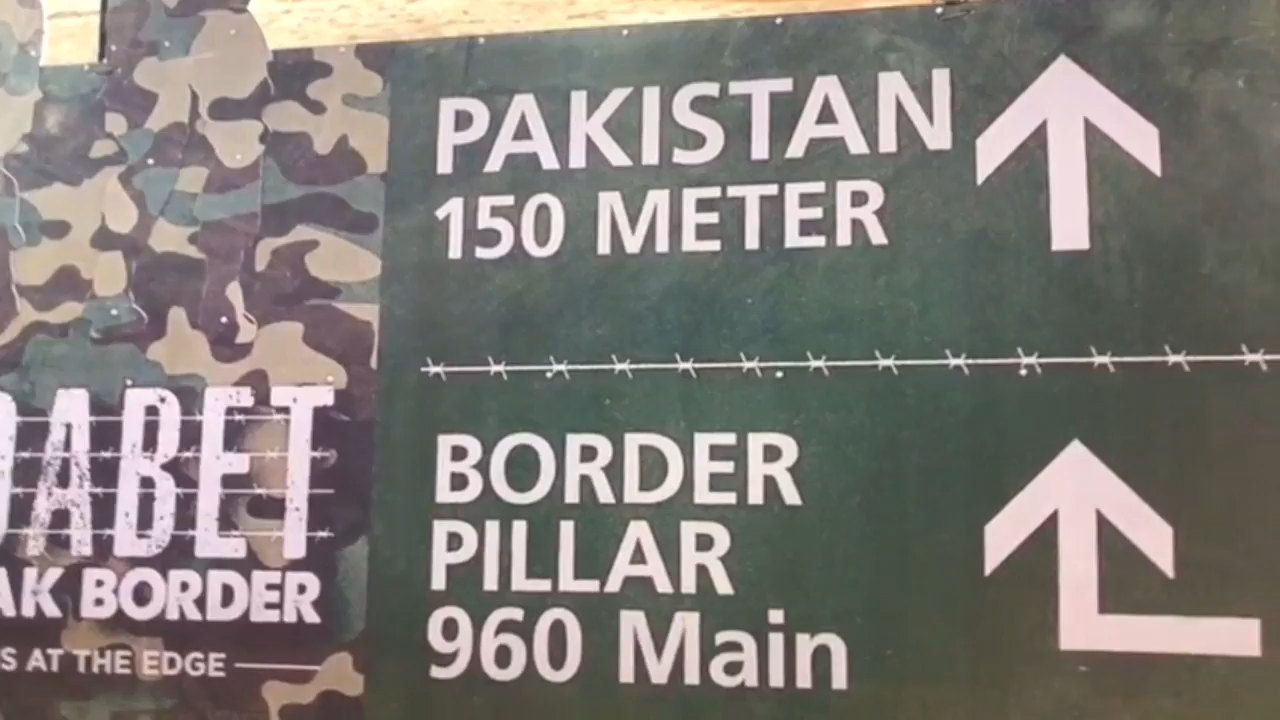 PAKISTAN
150 METER
BORDER
PILLAR
960 Main
DABET
AK BORDER
S AT THE EDGE